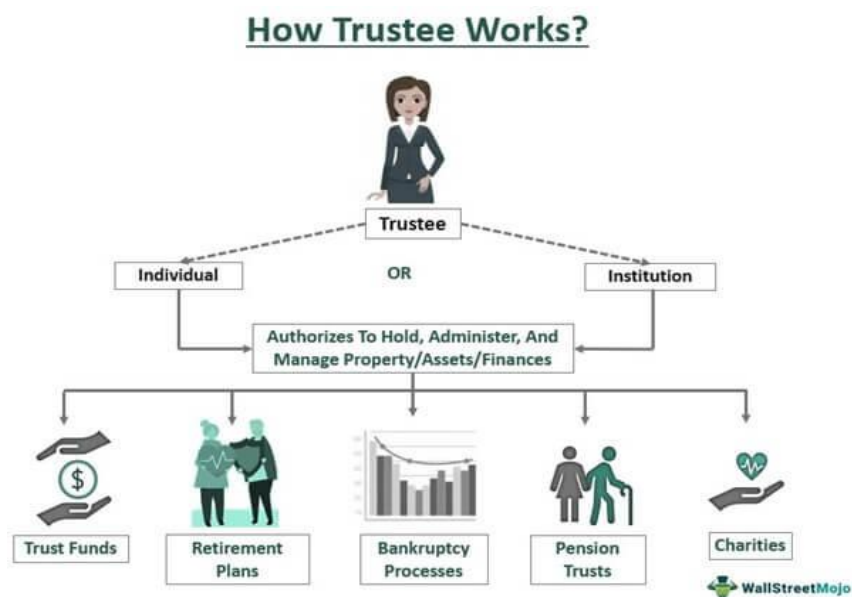 How Trustee Works?
Trustee
Individual
OR
Institution
Authorizes To Hold, Administer, And
Manage Property/Assets/Finances
$
Trust Funds
Retirement
Plans
Bankruptcy
Processes
Pension
Trusts
Charities
WallStreetMojo